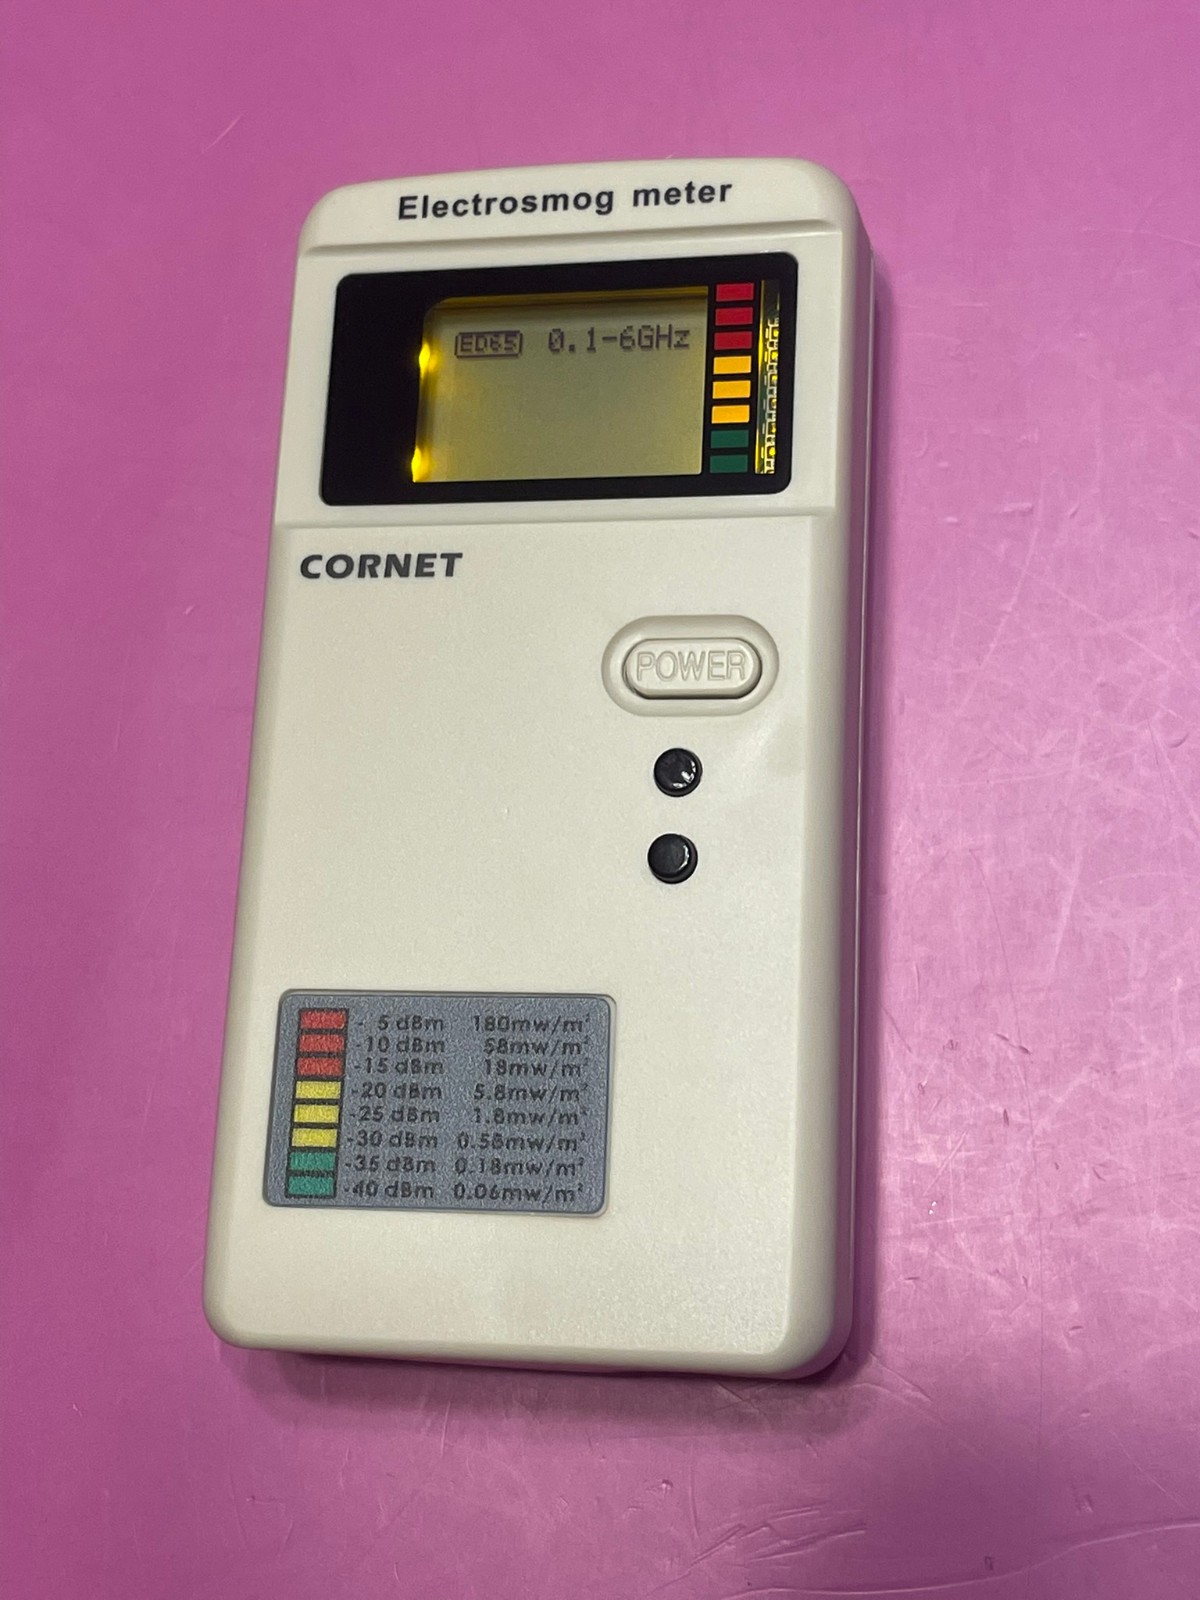 Electrosmog meter
ED65 0.1-6GHz
CORNET
POWER
- 5 dBm 180mw/m²
-10 dBm 58mw/m²
-15 dBm 18mw/m²
-20 dBm 5.8mw/m²
-25 dBm 1.8mw/m²
-30 dBm 0.58mw/m²
-35 dBm 0.18mw/m²
-40 dBm 0.06mw/m²